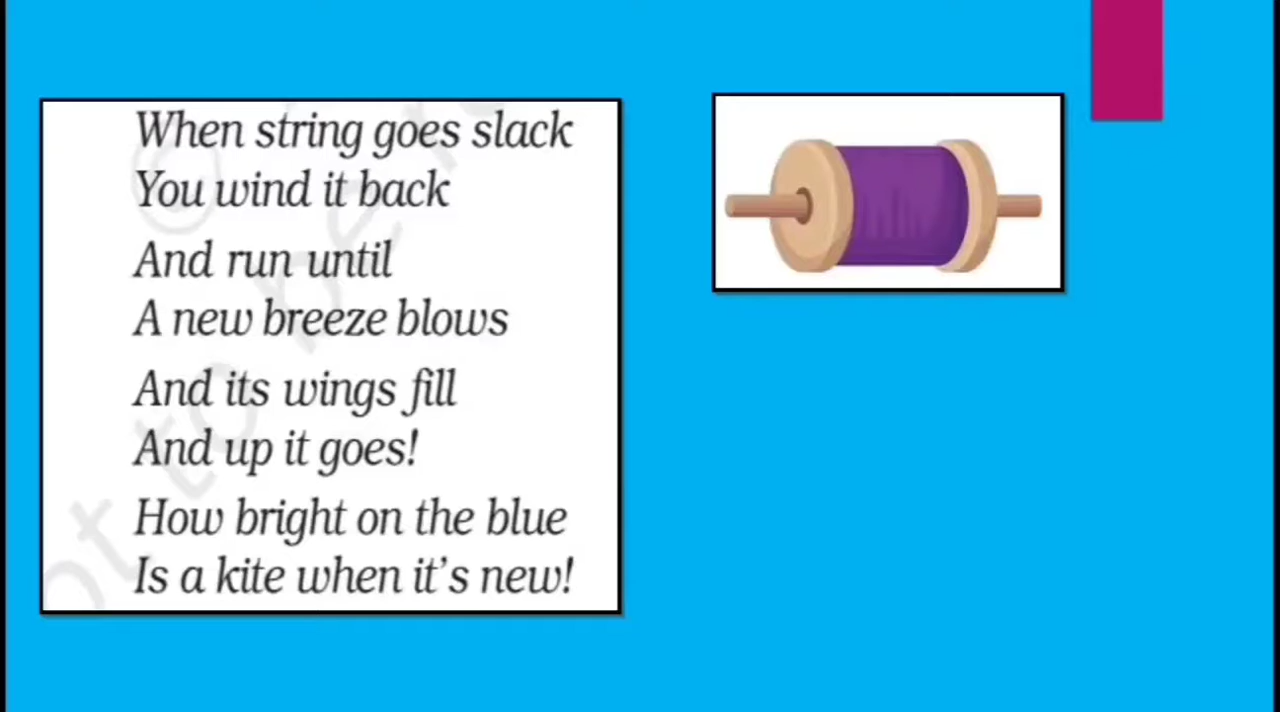 When string goes slack
You wind it back
And run until
A new breeze blows
And its wings fill
And up it goes!
How bright on the blue
Is a kite when it's new!